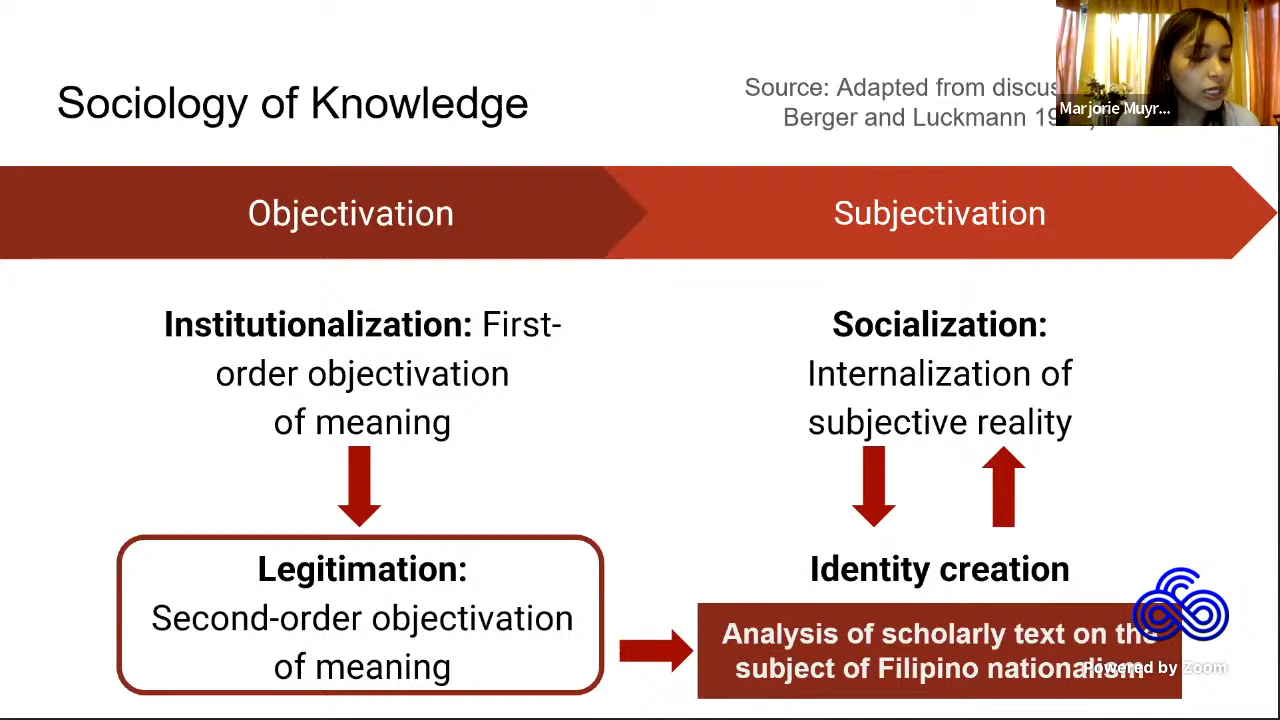 Sociology of Knowledge
Source: Adapted from
Berger and Luckmann
Marjorie Muyr...
Objectivation
Subjectivation
Institutionalization: First-
order objectivation
of meaning
Socialization:
Internalization of
subjective reality
Legitimation:
Second-order objectivation
of meaning
Identity creation
Analysis of scholarly text on the
subject of Filipino nationalism
Powered by Zoom